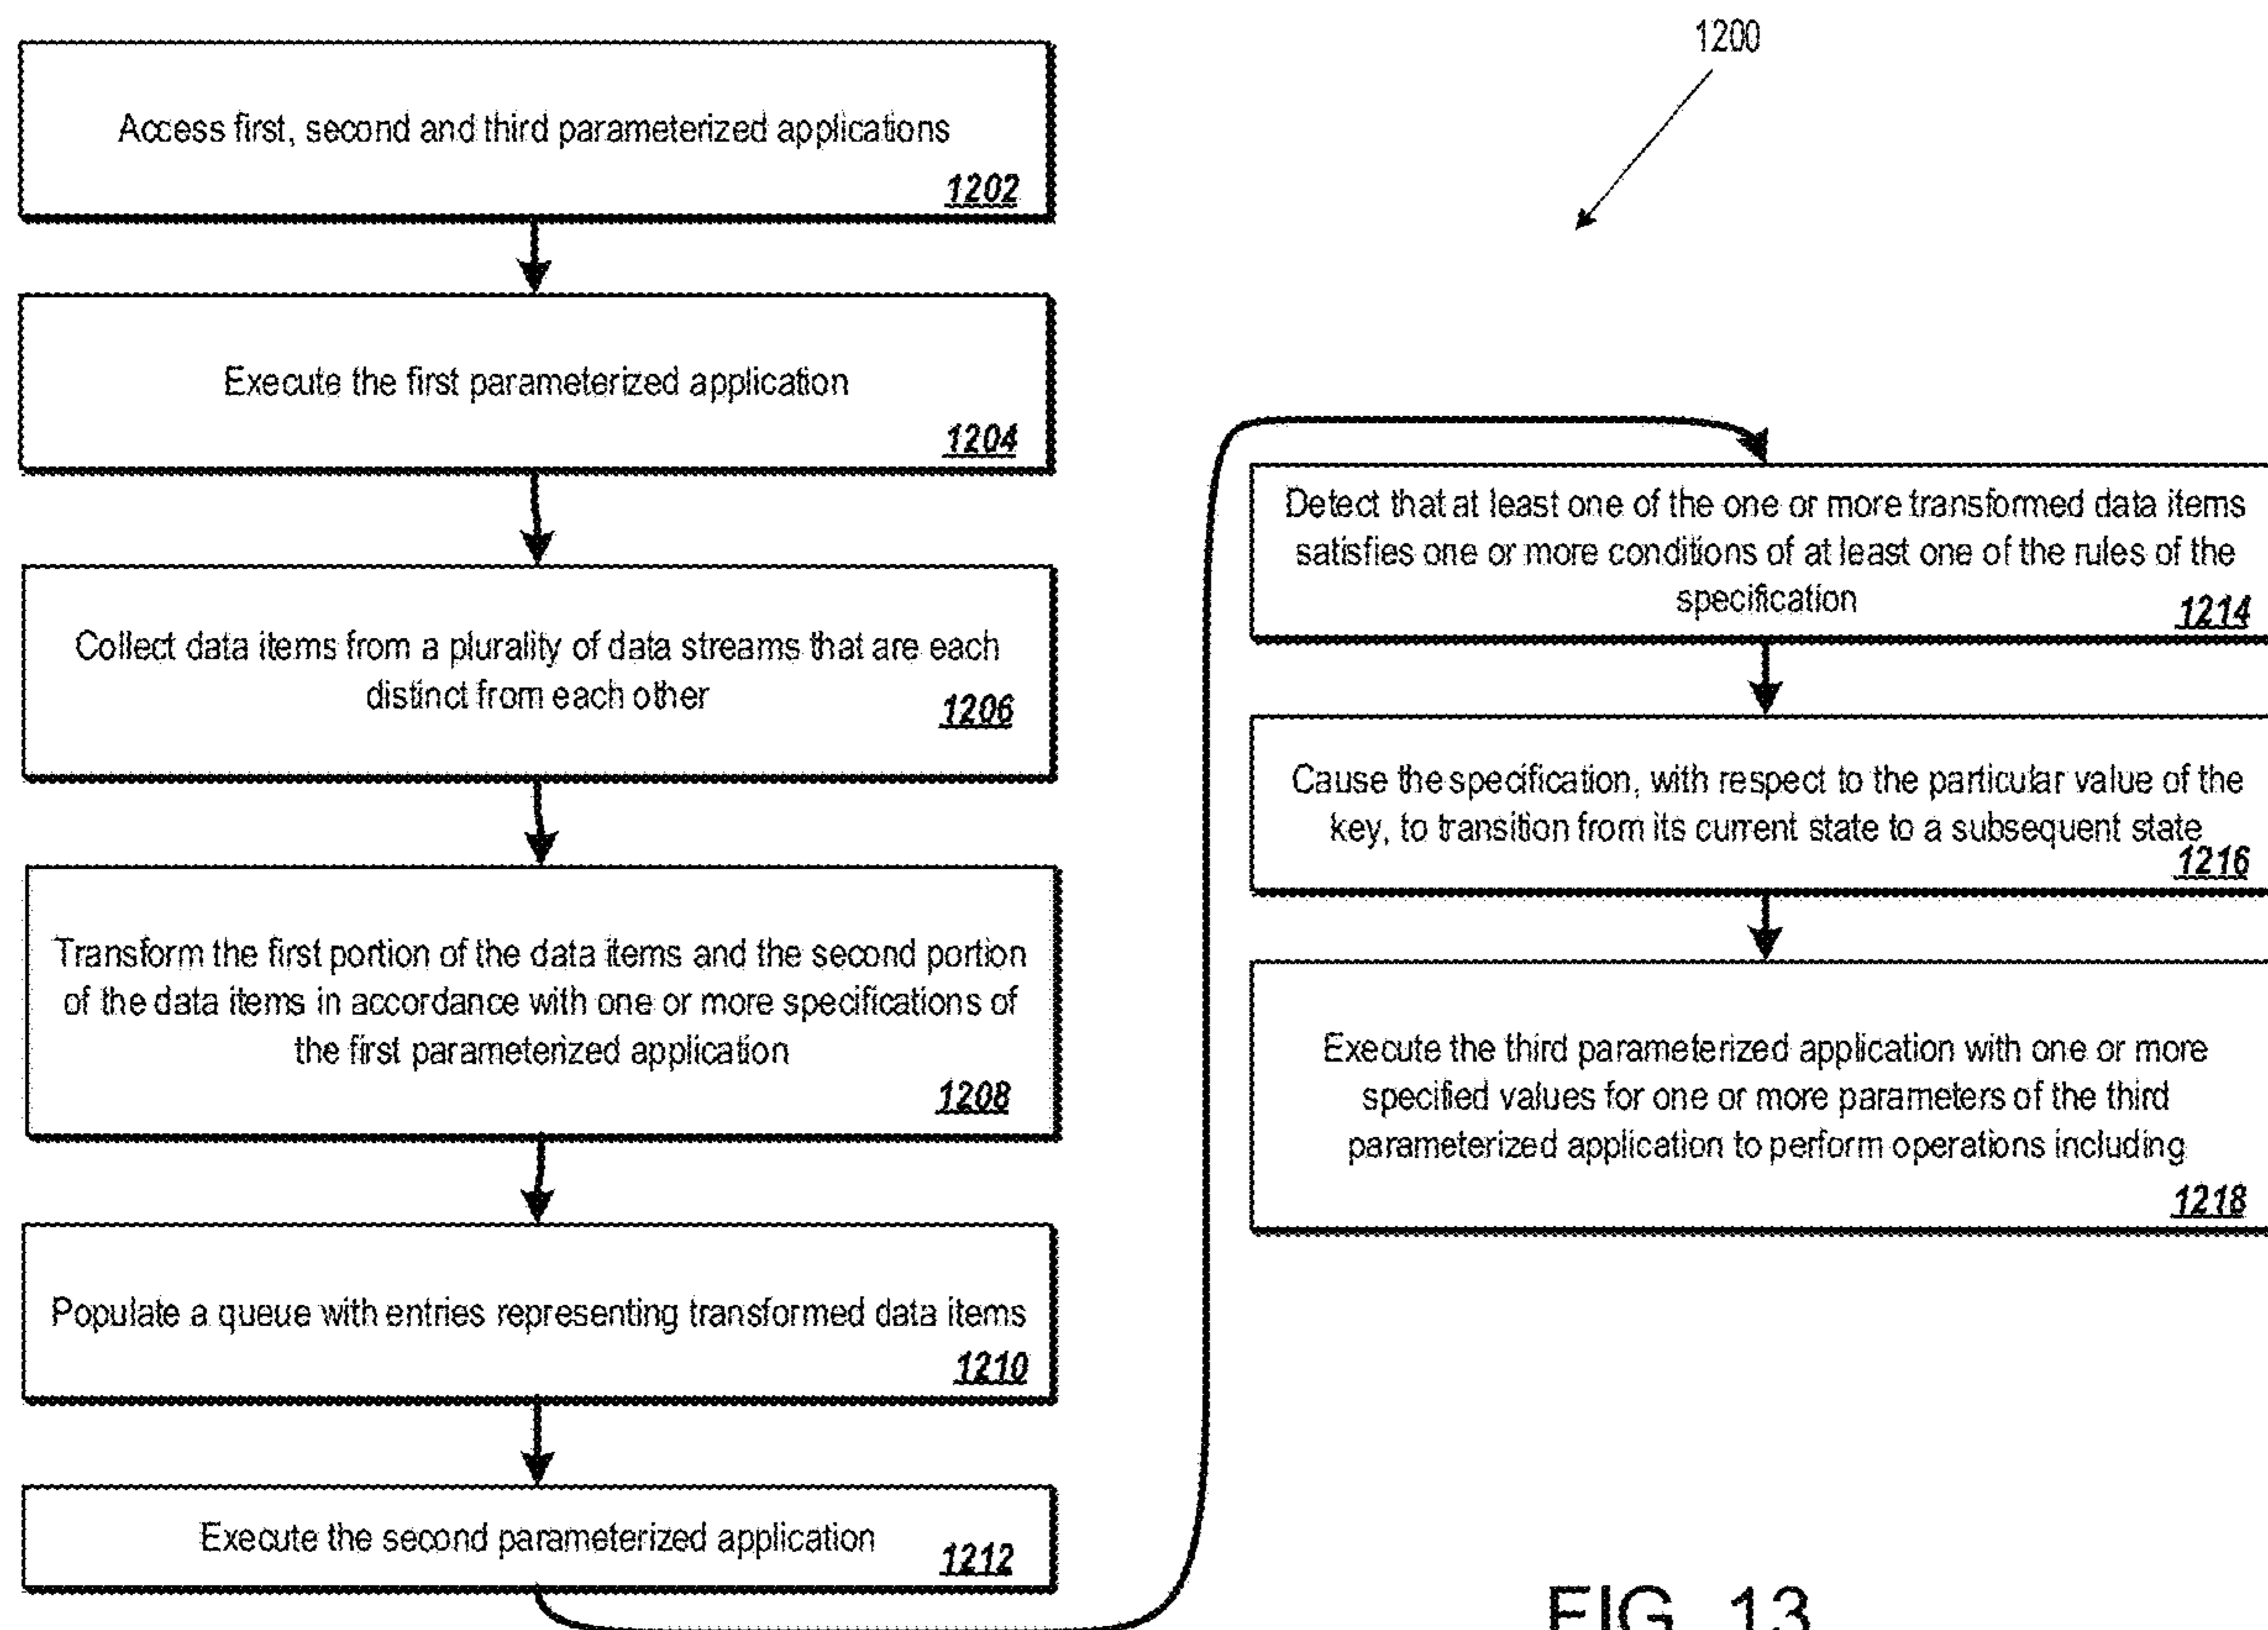 Access first, second and third parameterized applications
1202
Execute the first parameterized application
1204
Collect data items from a plurality of data streams that are each
distinct from each other
1206
Transform the first portion of the data items and the second portion
of the data items in accordance with one or more specifications of
the first parameterized application
1208
Populate a queue with entries representing transformed data items
1210
Execute the second parameterized application
1212
1200
Detect that at least one of the one or more transformed data items
satisfies one or more conditions of at least one of the rules of the
specification
1214
Cause the specification, with respect to the particular value of the
key, to transition from its current state to a subsequent state
1216
Execute the third parameterized application with one or more
specified values for one or more parameters of the third
parameterized application to perform operations including
1218
FIG. 13